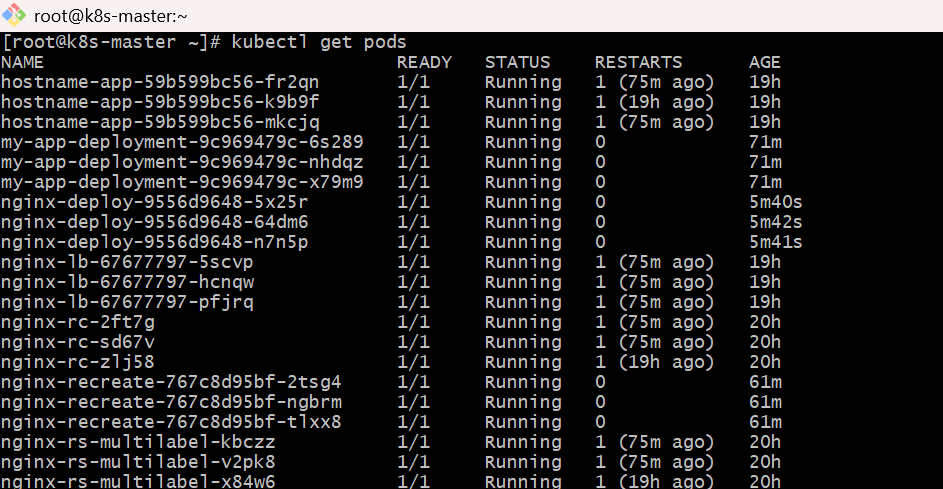 root@k8s-master:~
[root@k8s-master ~]# kubectl get pods
NAME READY STATUS RESTARTS AGE
hostname-app-59b599bc56-fr2qn 1/1 Running 1 (75m ago) 19h
hostname-app-59b599bc56-k9b9f 1/1 Running 1 (19h ago) 19h
hostname-app-59b599bc56-mkcjq 1/1 Running 1 (75m ago) 19h
my-app-deployment-9c969479c-6s289 1/1 Running 0 71m
my-app-deployment-9c969479c-nhdqz 1/1 Running 0 71m
my-app-deployment-9c969479c-x79m9 1/1 Running 0 71m
nginx-deploy-9556d9648-5x25r 1/1 Running 0 5m40s
nginx-deploy-9556d9648-64dm6 1/1 Running 0 5m42s
nginx-deploy-9556d9648-n7n5p 1/1 Running 0 5m41s
nginx-lb-67677797-5scvp 1/1 Running 1 (75m ago) 19h
nginx-lb-67677797-hcnqw 1/1 Running 1 (75m ago) 19h
nginx-lb-67677797-pfjrq 1/1 Running 1 (75m ago) 19h
nginx-rc-2ft7g 1/1 Running 1 (75m ago) 20h
nginx-rc-sd67v 1/1 Running 1 (75m ago) 20h
nginx-rc-zlj58 1/1 Running 1 (19h ago) 20h
nginx-recreate-767c8d95bf-2tsg4 1/1 Running 0 61m
nginx-recreate-767c8d95bf-ngbrm 1/1 Running 0 61m
nginx-recreate-767c8d95bf-tlxx8 1/1 Running 0 61m
nginx-rs-multilabel-kbczz 1/1 Running 1 (75m ago) 20h
nginx-rs-multilabel-v2pk8 1/1 Running 1 (75m ago) 20h
nginx-rs-multilabel-x84w6 1/1 Running 1 (19h ago) 20h